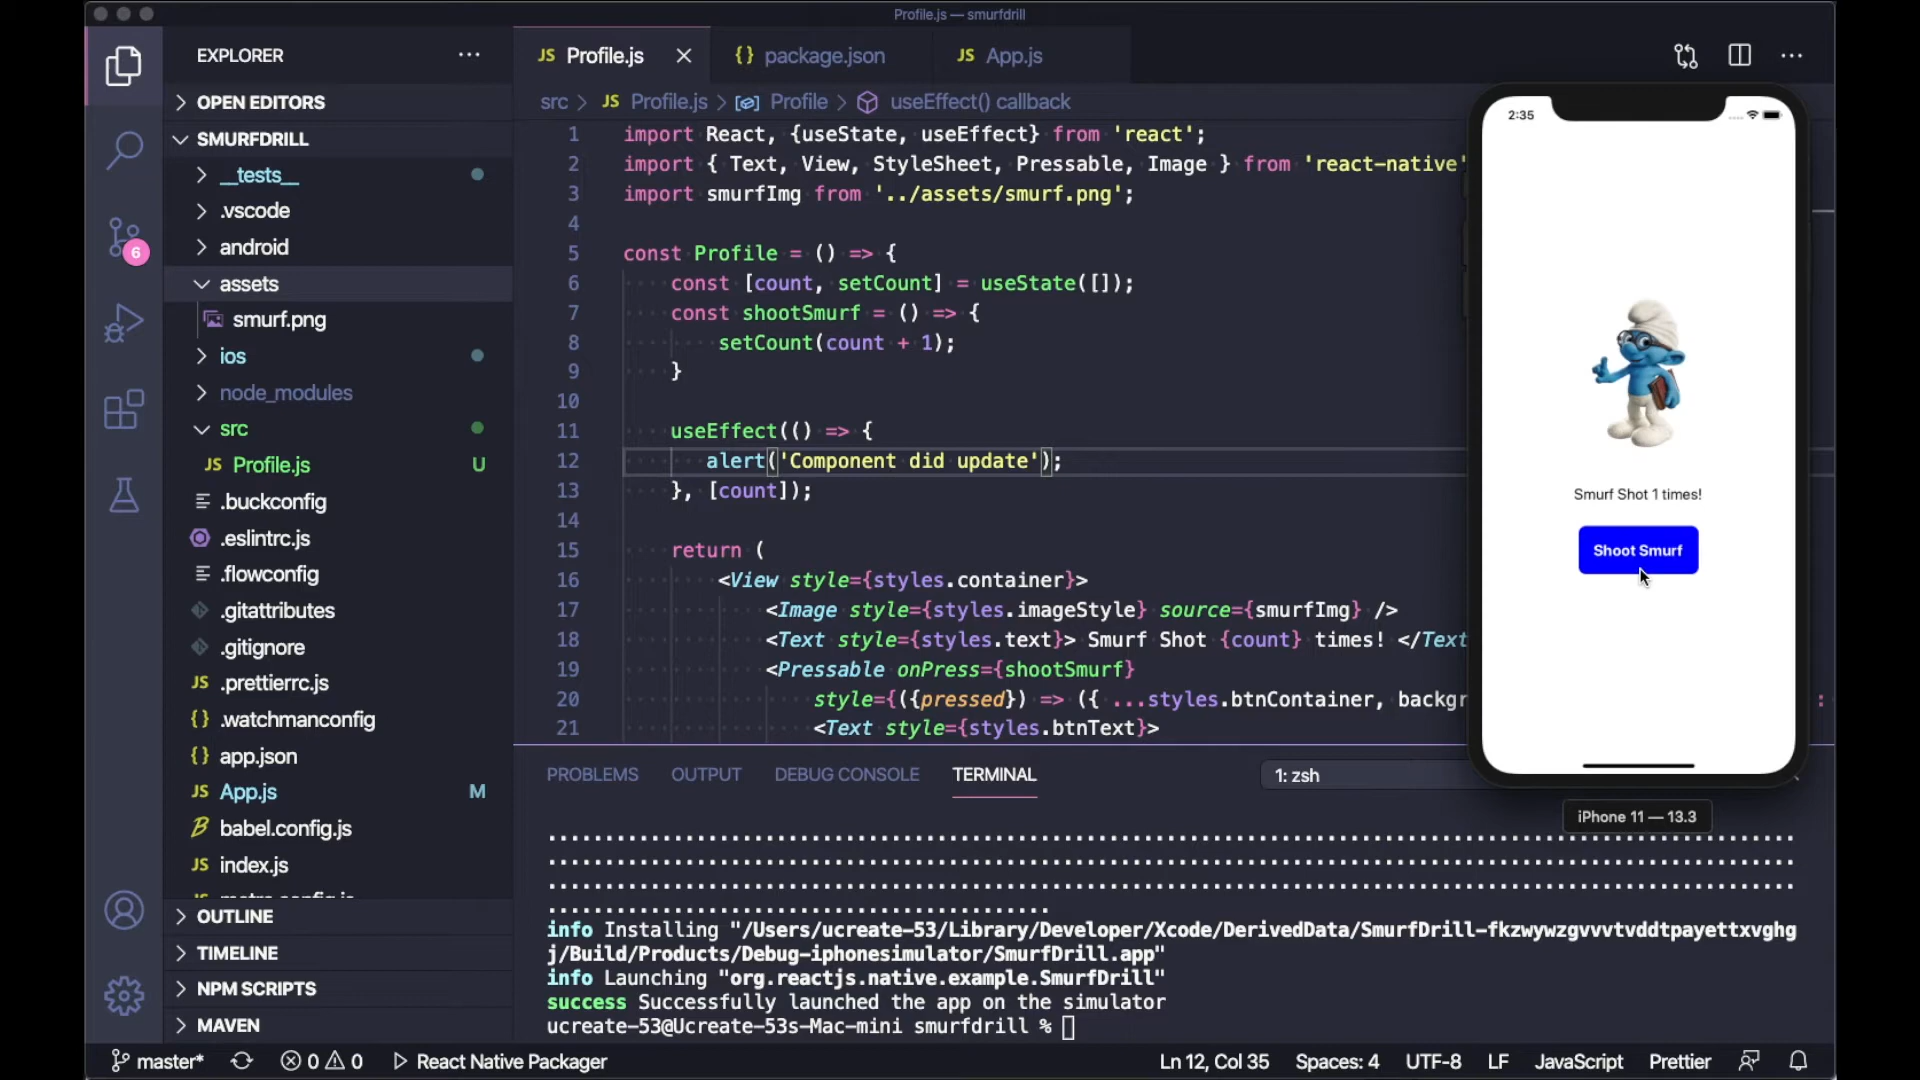 Profile.js — smurfdrill
EXPLORER
OPEN EDITORS
SMURFDRILL
__tests__
.vscode
android
assets
smurf.png
ios
node_modules
src
JS Profile.js U
.buckconfig
.eslintrc.js
.flowconfig
.gitattributes
.gitignore
JS .prettierrc.js
{} .watchmanconfig
{} app.json
JS App.js M
babel.config.js
JS index.js
OUTLINE
TIMELINE
NPM SCRIPTS
MAVEN
6
JS Profile.js
{} package.json
JS App.js
src > JS Profile.js > Profile > useEffect() callback
1 import React, {useState, useEffect} from 'react';
2 import { Text, View, StyleSheet, Pressable, Image } from 'react-native'
3 import smurfImg from '../assets/smurf.png';
4
5 const Profile = () => {
6 const [count, setCount] = useState([]);
7 const shootSmurf = () => {
8 setCount(count + 1);
9 }
10
11 useEffect(() => {
12 alert('Component did update');
13 }, [count]);
14
15 return (
16 <View style={styles.container}>
17 <Image style={styles.imageStyle} source={smurfImg} />
18 <Text style={styles.text}> Smurf Shot {count} times! </Text
19 <Pressable onPress={shootSmurf}
20 style={({pressed}) => ({ ...styles.btnContainer, backgr :
21 <Text style={styles.btnText}>
2:35
Smurf Shot 1 times!
Shoot Smurf
iPhone 11 — 13.3
PROBLEMS OUTPUT DEBUG CONSOLE TERMINAL
1: zsh
info Installing "/Users/ucreate-53/Library/Developer/Xcode/DerivedData/SmurfDrill-fkzwywzgvvvtvddtpayettxvghg
j/Build/Products/Debug-iphonesimulator/SmurfDrill.app"
info Launching "org.reactjs.native.example.SmurfDrill"
success Successfully launched the app on the simulator
ucreate-53@Ucreate-53s-Mac-mini smurfdrill %
master* 0 0 React Native Packager
Ln 12, Col 35 Spaces: 4 UTF-8 LF JavaScript Prettier